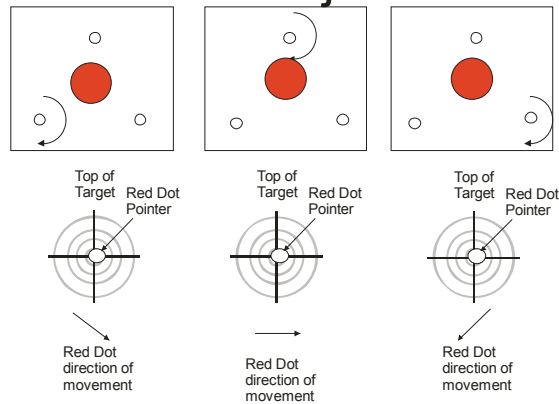 Top of
Target
Red Dot
Pointer
Red Dot
direction of
movement
Top of
Target
Red Dot
Pointer
Red Dot
direction of
movement
Top of
Target
Red Dot
Pointer
Red Dot
direction of
movement